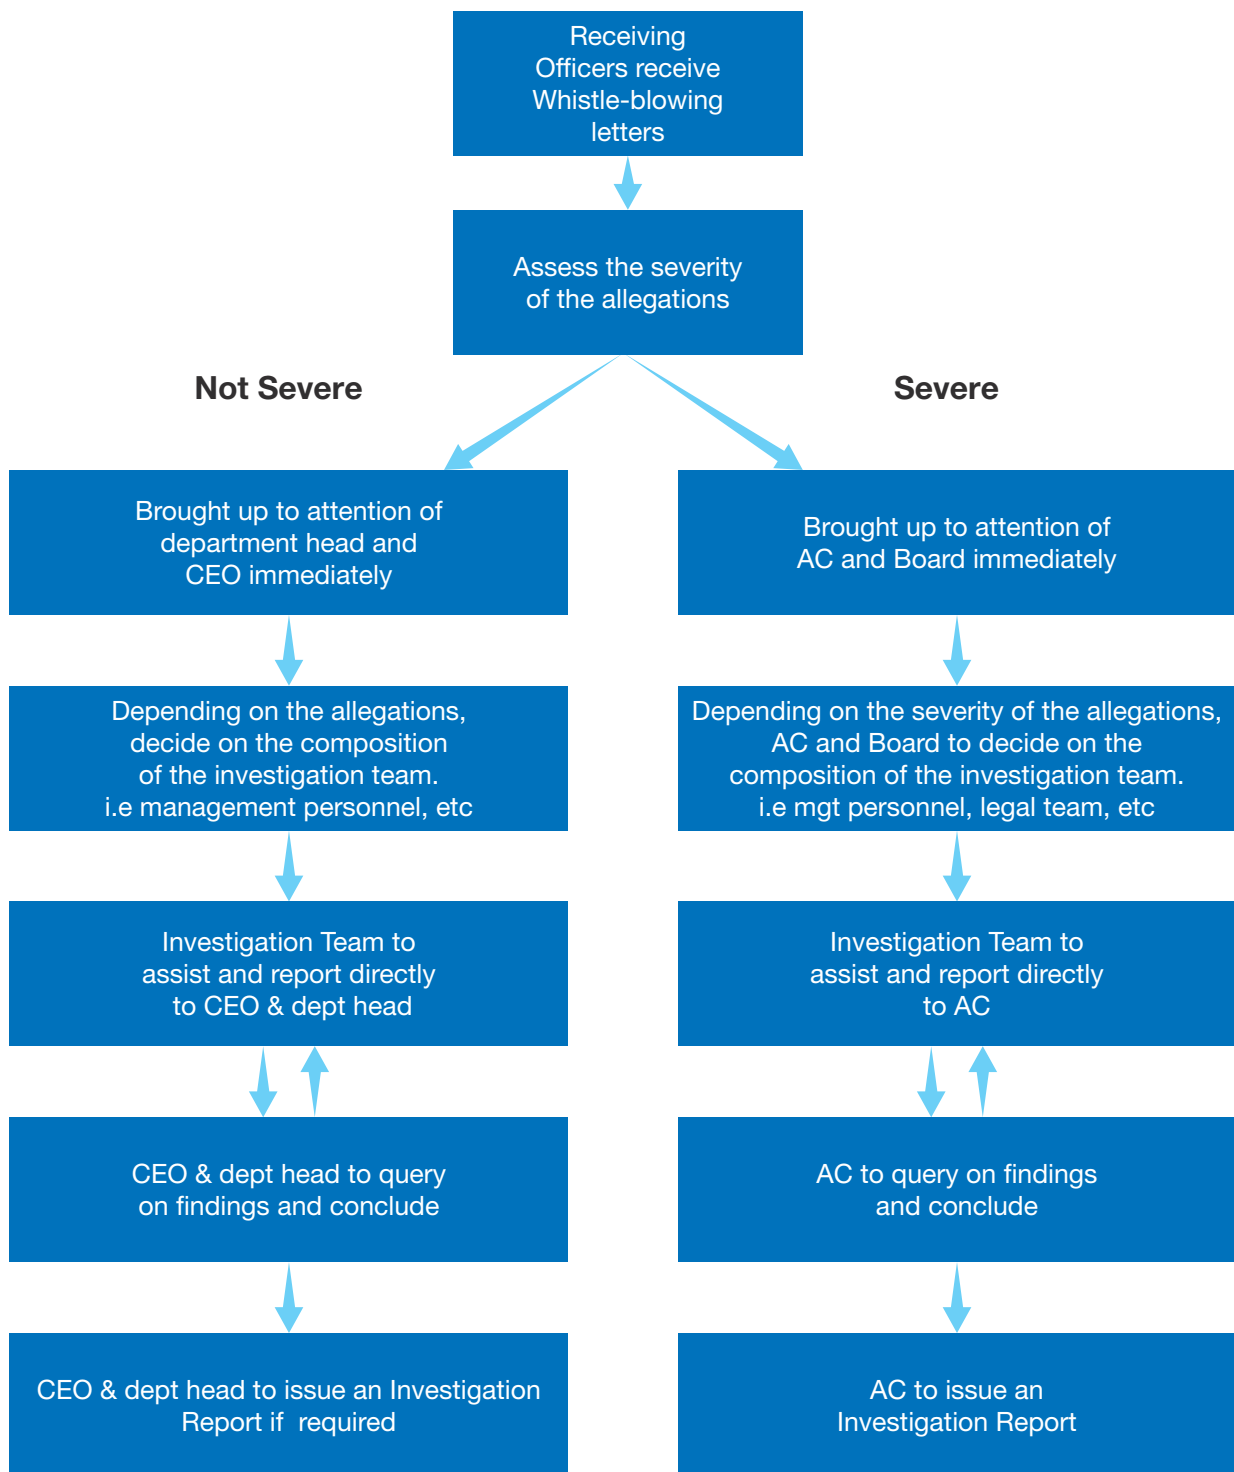 Receiving
Officers receive
Whistle-blowing
letters
Assess the severity
of the allegations
Not Severe
Severe
Brought up to attention of
department head and
CEO immediately
Brought up to attention of
AC and Board immediately
Depending on the allegations,
decide on the composition
of the investigation team.
i.e management personnel, etc
Depending on the severity of the allegations,
AC and Board to decide on the
composition of the investigation team.
i.e mgt personnel, legal team, etc
Investigation Team to
assist and report directly
to CEO & dept head
Investigation Team to
assist and report directly
to AC
CEO & dept head to query
on findings and conclude
AC to query on findings
and conclude
CEO & dept head to issue an Investigation
Report if  required
AC to issue an
Investigation Report